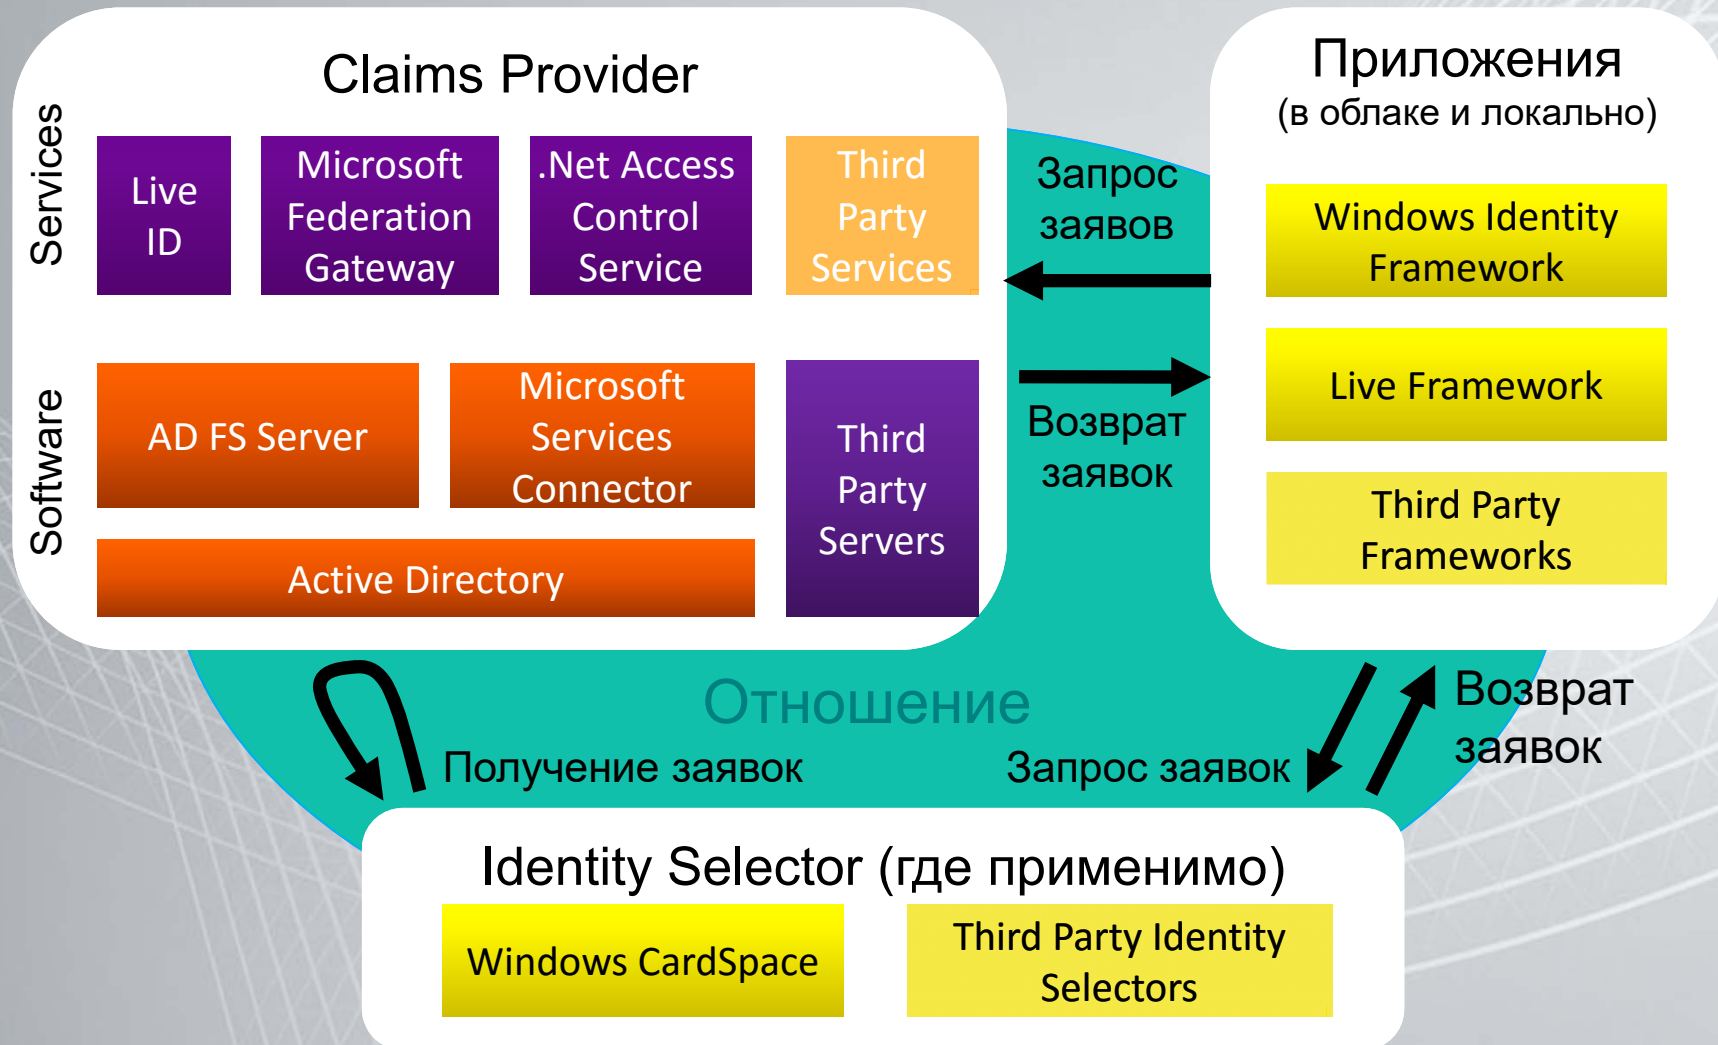 Claims Provider
Services
Live
ID
Microsoft
Federation
Gateway
.Net Access
Control
Service
Third
Party
Services
Software
AD FS Server
Microsoft
Services
Connector
Third
Party
Servers
Active Directory
Запрос
заявов
Возврат
заявок
Приложения
(в облаке и локально)
Windows Identity
Framework
Live Framework
Third Party
Frameworks
Отношение
Получение заявок
Запрос заявок
Возврат
заявок
Identity Selector (где применимо)
Windows CardSpace
Third Party Identity
Selectors